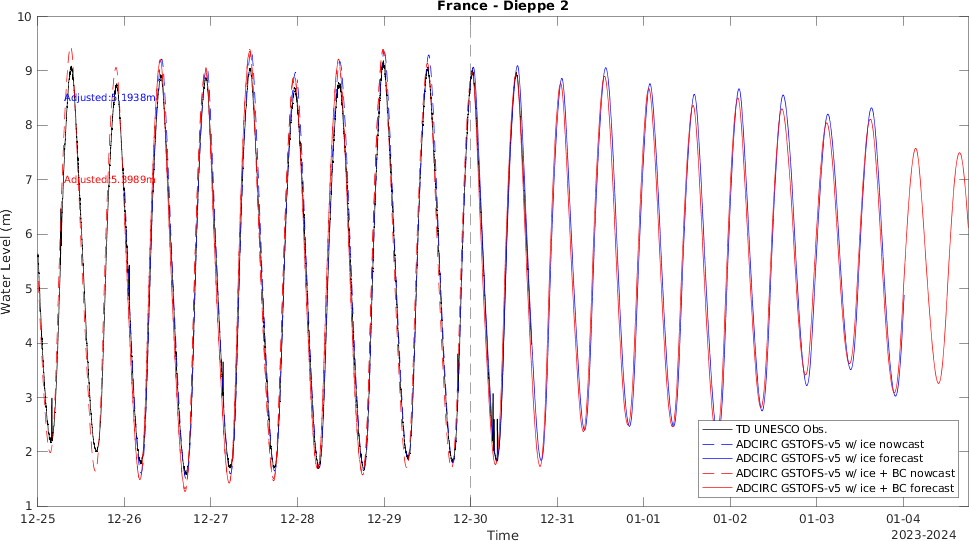 France - Dieppe 2
10
9
8
7
6
5
4
3
2
1
Water Level (m)
Adjusted:5.1938m
Adjusted:5.3989m
TD UNESCO Obs.
ADCIRC GSTOFS-v5 w/ ice nowcast
ADCIRC GSTOFS-v5 w/ ice forecast
ADCIRC GSTOFS-v5 w/ ice + BC nowcast
ADCIRC GSTOFS-v5 w/ ice + BC forecast
12-25 12-26 12-27 12-28 12-29 12-30 12-31 01-01 01-02 01-03 01-04
Time
2023-2024